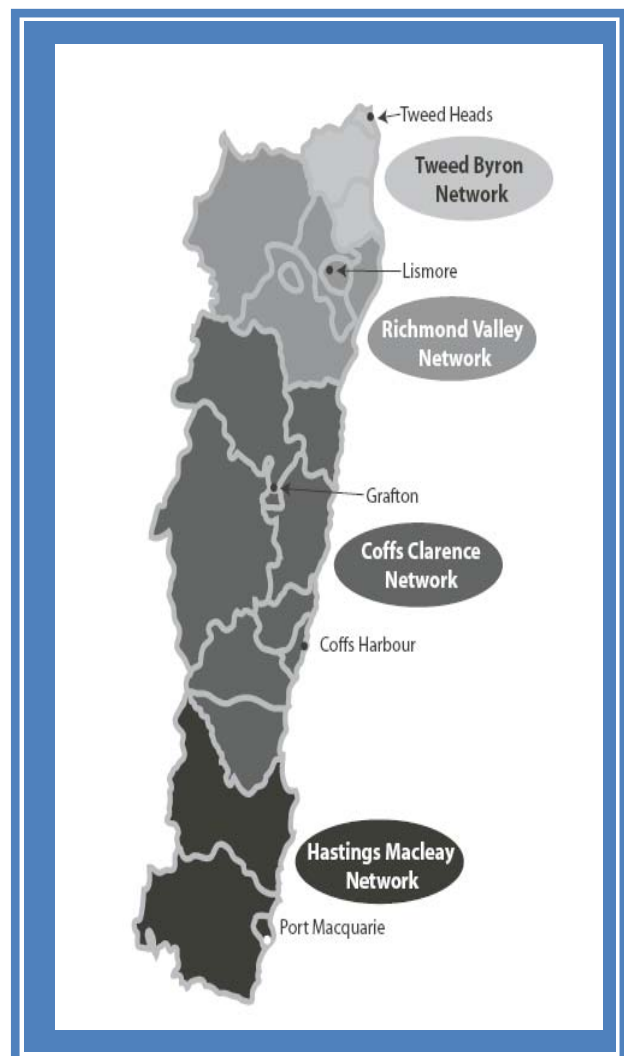 Tweed Heads
Tweed Byron
Network
Lismore
Richmond Valley
Network
Grafton
Coffs Clarence
Network
Coffs Harbour
Hastings Macleay
Network
Port Macquarie